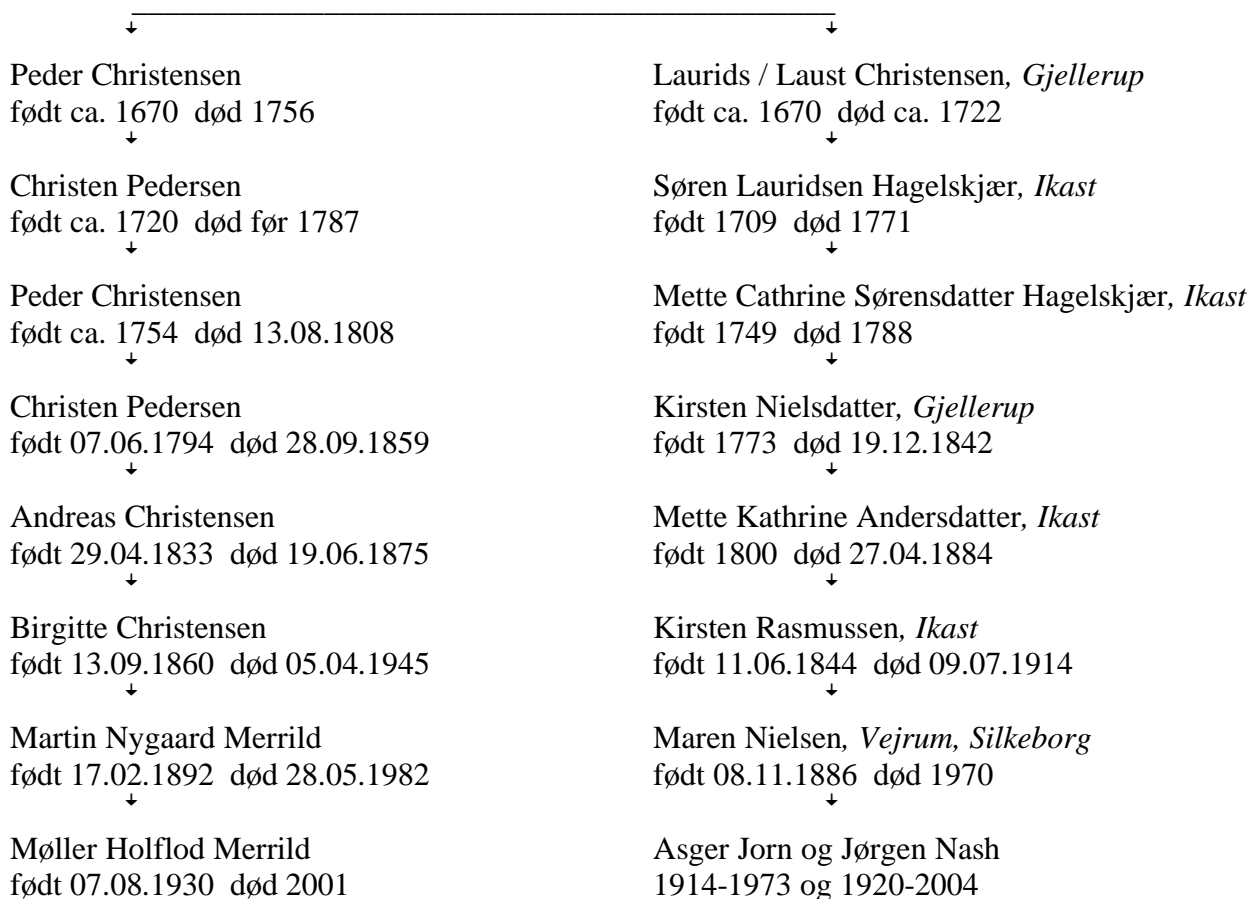 Peder Christensen
født ca. 1670 død 1756
Christen Pedersen
født ca. 1720 død før 1787
Peder Christensen
født ca. 1754 død 13.08.1808
Christen Pedersen
født 07.06.1794 død 28.09.1859
Andreas Christensen
født 29.04.1833 død 19.06.1875
Birgitte Christensen
født 13.09.1860 død 05.04.1945
Martin Nygaard Merrild
født 17.02.1892 død 28.05.1982
Møller Holflod Merrild
født 07.08.1930 død 2001
Laurids / Laust Christensen, Gjellerup
født ca. 1670 død ca. 1722
Søren Lauridsen Hagelskjær, Ikast
født 1709 død 1771
Mette Cathrine Sørensdatter Hagelskjær, Ikast
født 1749 død 1788
Kirsten Nielsdatter, Gjellerup
født 1773 død 19.12.1842
Mette Kathrine Andersdatter, Ikast
født 1800 død 27.04.1884
Kirsten Rasmussen, Ikast
født 11.06.1844 død 09.07.1914
Maren Nielsen, Vejrum, Silkeborg
født 08.11.1886 død 1970
Asger Jorn og Jørgen Nash
1914-1973 og 1920-2004